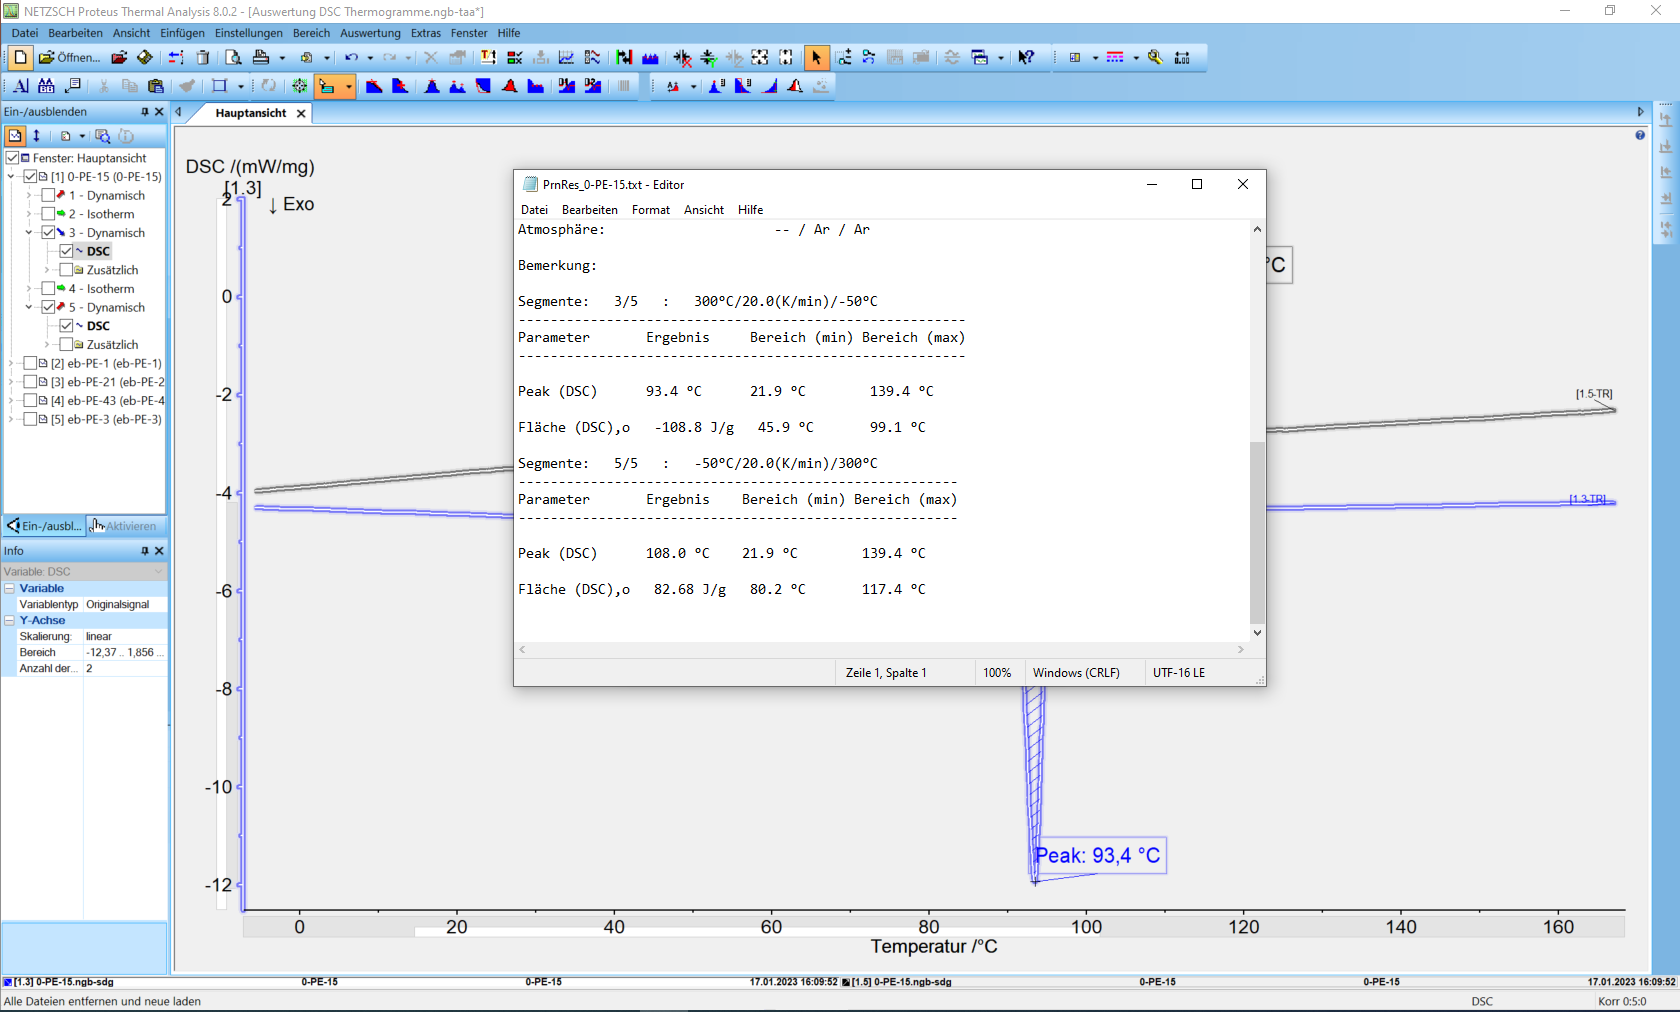 NETZSCH Proteus Thermal Analysis 8.0.2 - [Auswertung DSC Thermogramme.ngb-taa*]
Datei Bearbeiten Ansicht Einfügen Einstellungen Bereich Auswertung Extras Fenster Hilfe
Öffnen...
Ein-/ausblenden
Hauptansicht
Fenster: Hauptansicht
[1] 0-PE-15 (0-PE-15)
1 - Dynamisch
2 - Isotherm
3 - Dynamisch
DSC
Zusätzlich
4 - Isotherm
5 - Dynamisch
DSC
Zusätzlich
[2] eb-PE-1 (eb-PE-1)
[3] eb-PE-21 (eb-PE-2
[4] eb-PE-43 (eb-PE-4
[5] eb-PE-3 (eb-PE-3)
Ein-/ausbl... Aktivieren
Info
Variable: DSC
Variable
Variablentyp Originalsignal
Y-Achse
Skalierung: linear
Bereich -12,37 .. 1,856 ...
Anzahl der... 2
DSC /(mW/mg)
[1.3]
↓ Exo
2
0
-2
-4
-6
-8
-10
-12
PrnRes_0-PE-15.txt - Editor
Datei Bearbeiten Format Ansicht Hilfe
Atmosphäre: -- / Ar / Ar
Bemerkung:
Segmente: 3/5 : 300°C/20.0(K/min)/-50°C
--------------------------------------------------------
Parameter Ergebnis Bereich (min) Bereich (max)
--------------------------------------------------------
Peak (DSC) 93.4 °C 21.9 °C 139.4 °C
Fläche (DSC),o -108.8 J/g 45.9 °C 99.1 °C
Segmente: 5/5 : -50°C/20.0(K/min)/300°C
-------------------------------------------------------
Parameter Ergebnis Bereich (min) Bereich (max)
-------------------------------------------------------
Peak (DSC) 108.0 °C 21.9 °C 139.4 °C
Fläche (DSC),o 82.68 J/g 80.2 °C 117.4 °C
Zeile 1, Spalte 1 100% Windows (CRLF) UTF-16 LE
°C
[1.5-TR]
[1.3-TR]
Peak: 93,4 °C
0 20 40 60 80 100 120 140 160
Temperatur /°C
[1.3] 0-PE-15.ngb-sdg 0-PE-15 0-PE-15 17.01.2023 16:09:52 [1.5] 0-PE-15.ngb-sdg 0-PE-15 0-PE-15 17.01.2023 16:09:52
Alle Dateien entfernen und neue laden DSC Korr 0:5:0